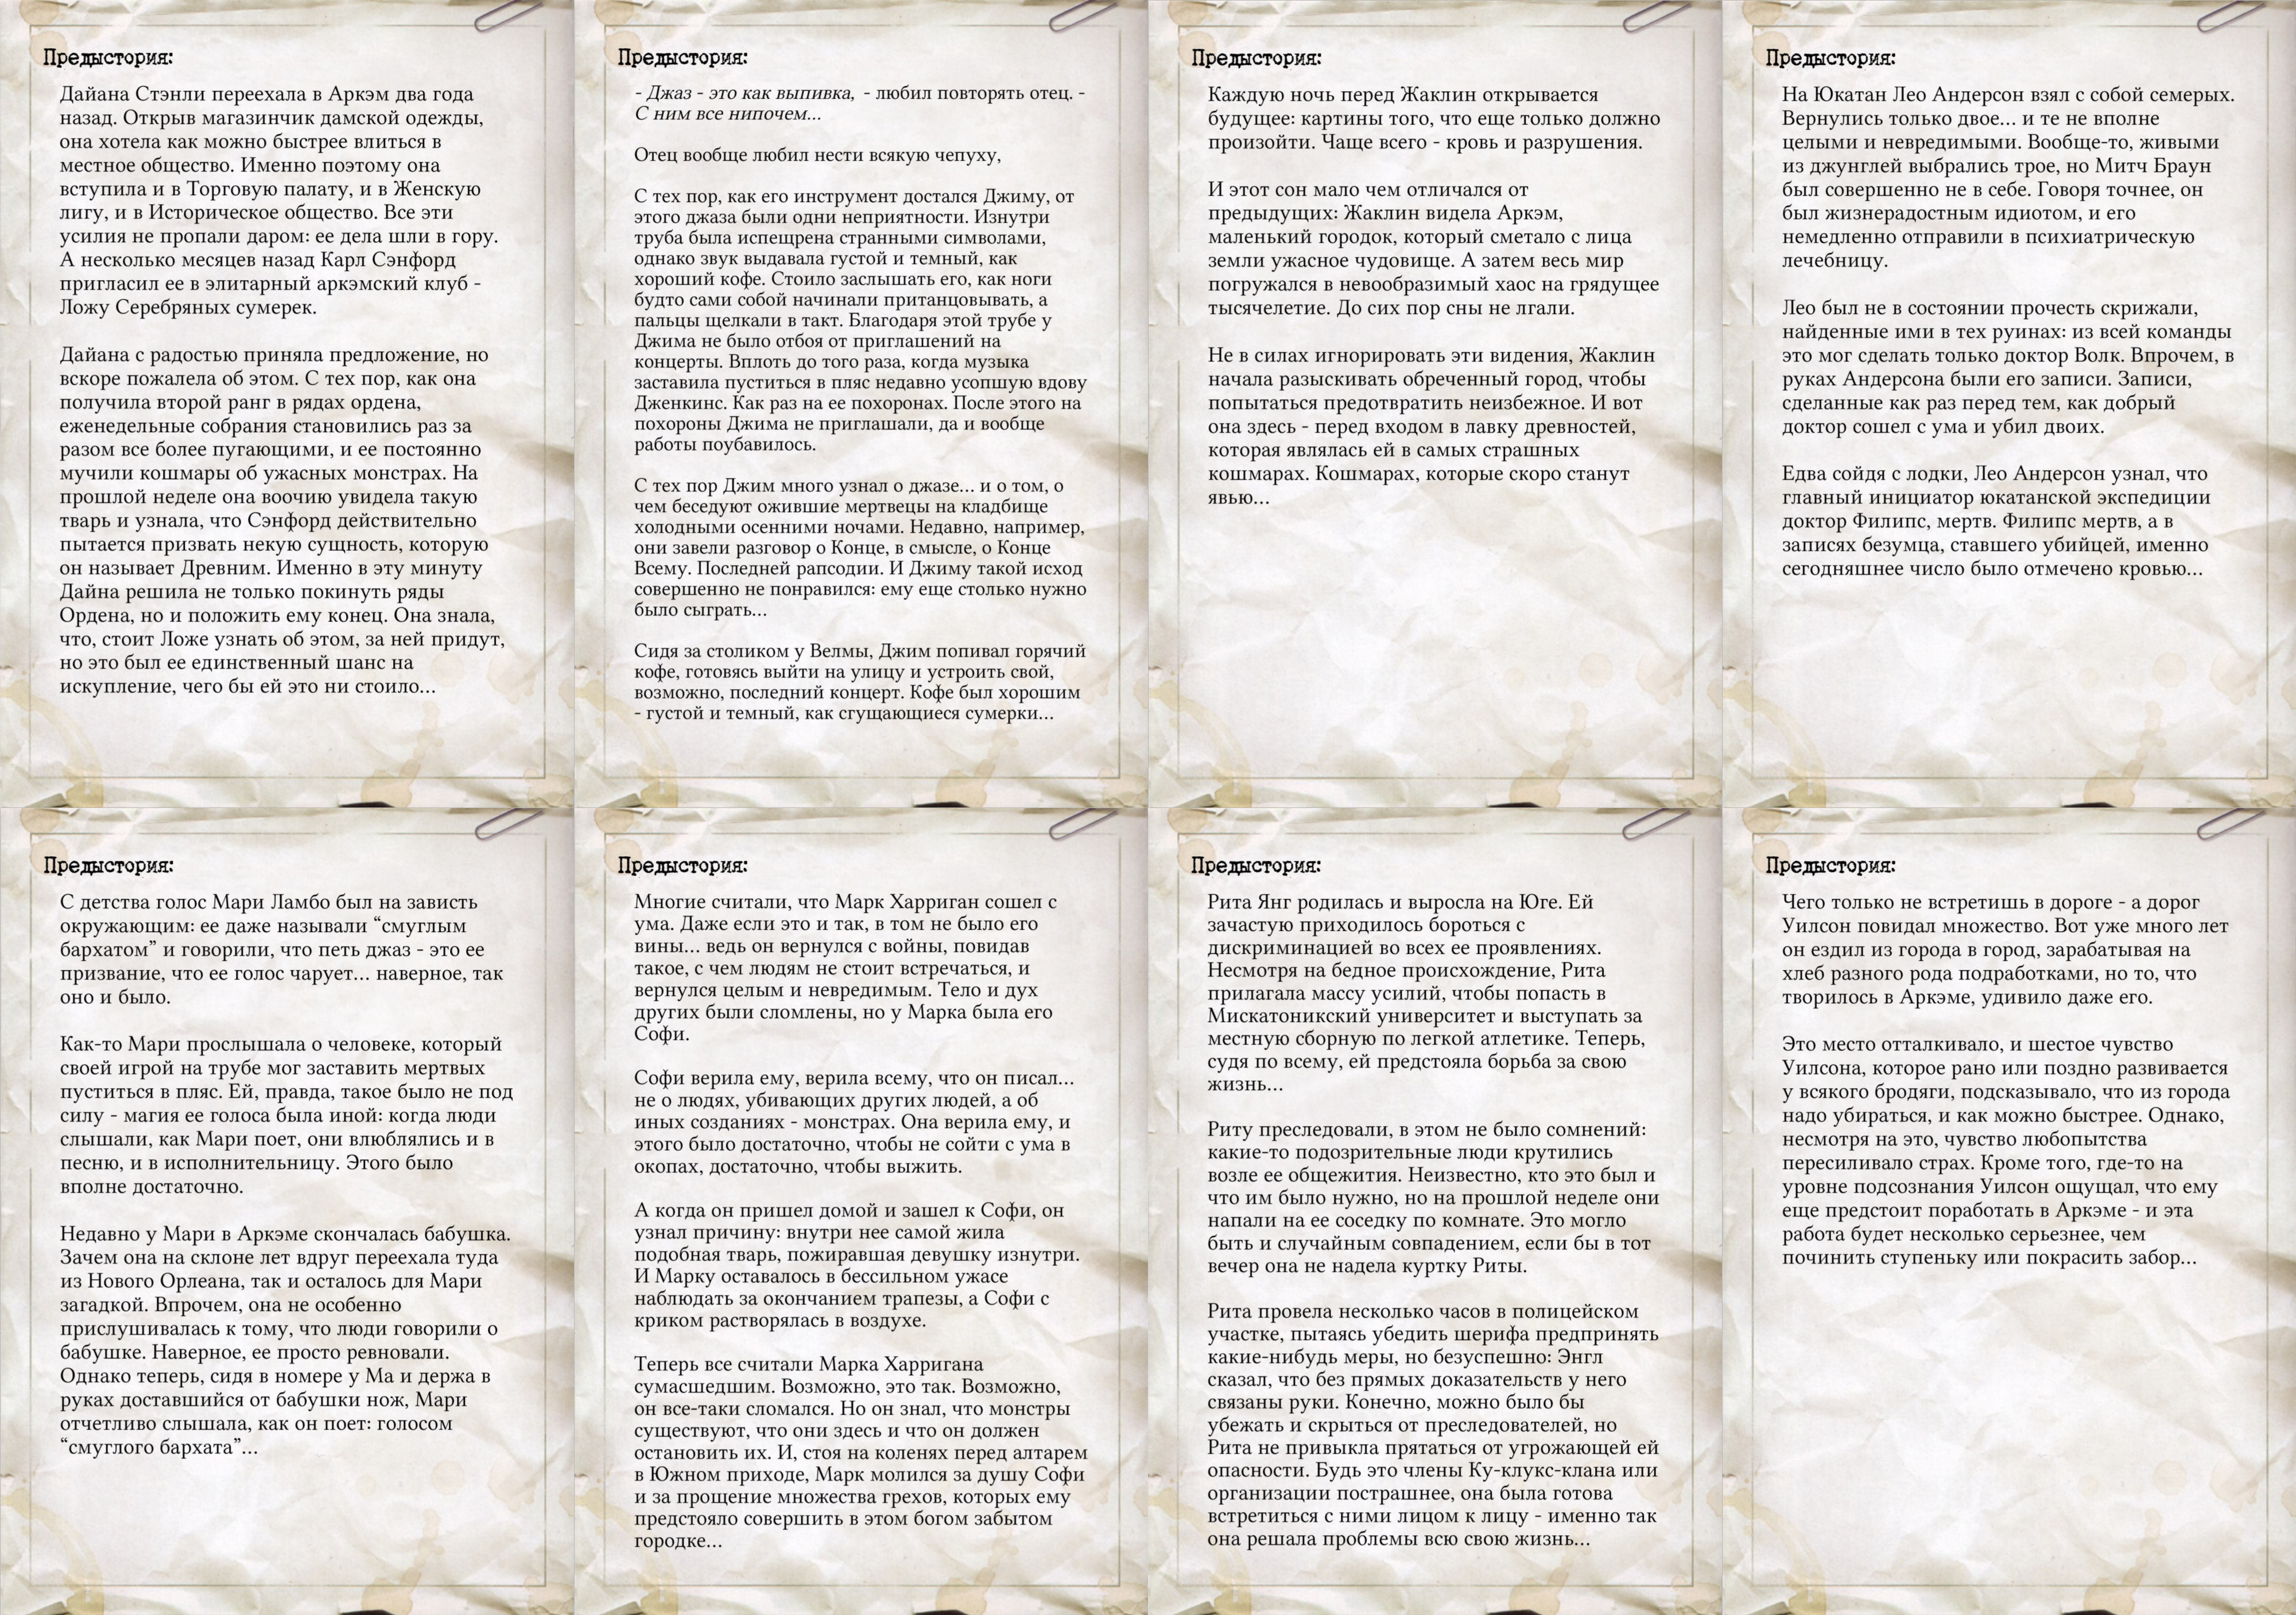 Предыстория:
Дайана Стэнли переехала в Аркэм два года
назад. Открыв магазинчик дамской одежды,
она хотела как можно быстрее влиться в
местное общество. Именно поэтому она
вступила и в Торговую палату, и в Женскую
лигу, и в Историческое общество. Все эти
усилия не пропали даром: ее дела шли в гору.
А несколько месяцев назад Карл Сэнфорд
пригласил ее в элитарный аркэмский клуб -
Ложу Серебряных сумерек.
Дайана с радостью приняла предложение, но
вскоре пожалела об этом. С тех пор, как она
получила второй ранг в рядах ордена,
еженедельные собрания становились раз за
разом все более пугающими, и ее постоянно
мучили кошмары об ужасных монстрах. На
прошлой неделе она воочию увидела такую
тварь и узнала, что Сэнфорд действительно
пытается призвать некую сущность, которую
он называет Древним. Именно в эту минуту
Дайна решила не только покинуть ряды
Ордена, но и положить ему конец. Она знала,
что, стоит Ложе узнать об этом, за ней придут,
но это был ее единственный шанс на
искупление, чего бы ей это ни стоило...
Предыстория:
- Джаз - это как выпивка, - любил повторять отец. -
С ним все нипочем...
Отец вообще любил нести всякую чепуху,
С тех пор, как его инструмент достался Джиму, от
этого джаза были одни неприятности. Изнутри
труба была испещрена странными символами,
однако звук выдавала густой и темный, как
хороший кофе. Стоило заслышать его, как ноги
будто сами собой начинали пританцовывать, а
пальцы щелкали в такт. Благодаря этой трубе у
Джима не было отбоя от приглашений на
концерты. Вплоть до того раза, когда музыка
заставила пуститься в пляс недавно усопшую вдову
Дженкинс. Как раз на ее похоронах. После этого на
похороны Джима не приглашали, да и вообще
работы поубавилось.
С тех пор Джим много узнал о джазе... и о том, о
чем беседуют ожившие мертвецы на кладбище
холодными осенними ночами. Недавно, например,
они завели разговор о Конце, в смысле, о Конце
Всему. Последней рапсодии. И Джиму такой исход
совершенно не понравился: ему еще столько нужно
было сыграть...
Сидя за столиком у Велмы, Джим попивал горячий
кофе, готовясь выйти на улицу и устроить свой,
возможно, последний концерт. Кофе был хорошим
- густой и темный, как сгущающиеся сумерки...
Предыстория:
Каждую ночь перед Жаклин открывается
будущее: картины того, что еще только должно
произойти. Чаще всего - кровь и разрушения.
И этот сон мало чем отличался от
предыдущих: Жаклин видела Аркэм,
маленький городок, который сметало с лица
земли ужасное чудовище. А затем весь мир
погружался в невообразимый хаос на грядущее
тысячелетие. До сих пор сны не лгали.
Не в силах игнорировать эти видения, Жаклин
начала разыскивать обреченный город, чтобы
попытаться предотвратить неизбежное. И вот
она здесь - перед входом в лавку древностей,
которая являлась ей в самых страшных
кошмарах. Кошмарах, которые скоро станут
явью...
Предыстория:
На Юкатан Лео Андерсон взял с собой семерых.
Вернулись только двое... и те не вполне
целыми и невредимыми. Вообще-то, живыми
из джунглей выбрались трое, но Митч Браун
был совершенно не в себе. Говоря точнее, он
был жизнерадостным идиотом, и его
немедленно отправили в психиатрическую
лечебницу.
Лео был не в состоянии прочесть скрижали,
найденные ими в тех руинах: из всей команды
это мог сделать только доктор Волк. Впрочем, в
руках Андерсона были его записи. Записи,
сделанные как раз перед тем, как добрый
доктор сошел с ума и убил двоих.
Едва сойдя с лодки, Лео Андерсон узнал, что
главный инициатор юкатанской экспедиции
доктор Филипс, мертв. Филипс мертв, а в
записях безумца, ставшего убийцей, именно
сегодняшнее число было отмечено кровью...
Предыстория:
С детства голос Мари Ламбо был на зависть
окружающим: ее даже называли “смуглым
бархатом” и говорили, что петь джаз - это ее
призвание, что ее голос чарует... наверное, так
оно и было.
Как-то Мари прослышала о человеке, который
своей игрой на трубе мог заставить мертвых
пуститься в пляс. Ей, правда, такое было не под
силу - магия ее голоса была иной: когда люди
слышали, как Мари поет, они влюблялись и в
песню, и в исполнительницу. Этого было
вполне достаточно.
Недавно у Мари в Аркэме скончалась бабушка.
Зачем она на склоне лет вдруг переехала туда
из Нового Орлеана, так и осталось для Мари
загадкой. Впрочем, она не особенно
прислушивалась к тому, что люди говорили о
бабушке. Наверное, ее просто ревновали.
Однако теперь, сидя в номере у Ма и держа в
руках доставшийся от бабушки нож, Мари
отчетливо слышала, как он поет: голосом
“смуглого бархата”...
Предыстория:
Многие считали, что Марк Харриган сошел с
ума. Даже если это и так, в том не было его
вины... ведь он вернулся с войны, повидав
такое, с чем людям не стоит встречаться, и
вернулся целым и невредимым. Тело и дух
других были сломлены, но у Марка была его
Софи.
Софи верила ему, верила всему, что он писал...
не о людях, убивающих других людей, а об
иных созданиях - монстрах. Она верила ему, и
этого было достаточно, чтобы не сойти с ума в
окопах, достаточно, чтобы выжить.
А когда он пришел домой и зашел к Софи, он
узнал причину: внутри нее самой жила
подобная тварь, пожиравшая девушку изнутри.
И Марку оставалось в бессильном ужасе
наблюдать за окончанием трапезы, а Софи с
криком растворялась в воздухе.
Теперь все считали Марка Харригана
сумасшедшим. Возможно, это так. Возможно,
он все-таки сломался. Но он знал, что монстры
существуют, что они здесь и что он должен
остановить их. И, стоя на коленях перед алтарем
в Южном приходе, Марк молился за душу Софи
и за прощение множества грехов, которых ему
предстояло совершить в этом богом забытом
городке...
Предыстория:
Рита Янг родилась и выросла на Юге. Ей
зачастую приходилось бороться с
дискриминацией во всех ее проявлениях.
Несмотря на бедное происхождение, Рита
прилагала массу усилий, чтобы попасть в
Мискатоникский университет и выступать за
местную сборную по легкой атлетике. Теперь,
судя по всему, ей предстояла борьба за свою
жизнь...
Риту преследовали, в этом не было сомнений:
какие-то подозрительные люди крутились
возле ее общежития. Неизвестно, кто это был и
что им было нужно, но на прошлой неделе они
напали на ее соседку по комнате. Это могло
быть и случайным совпадением, если бы в тот
вечер она не надела куртку Риты.
Рита провела несколько часов в полицейском
участке, пытаясь убедить шерифа предпринять
какие-нибудь меры, но безуспешно: Энгл
сказал, что без прямых доказательств у него
связаны руки. Конечно, можно было бы
убежать и скрыться от преследователей, но
Рита не привыкла прятаться от угрожающей ей
опасности. Будь это члены Ку-клукс-клана или
организации пострашнее, она была готова
встретиться с ними лицом к лицу - именно так
она решала проблемы всю свою жизнь...
Предыстория:
Чего только не встретишь в дороге - а дорог
Уилсон повидал множество. Вот уже много лет
он ездил из города в город, зарабатывая на
хлеб разного рода подработками, но то, что
творилось в Аркэме, удивило даже его.
Это место отталкивало, и шестое чувство
Уилсона, которое рано или поздно развивается
у всякого бродяги, подсказывало, что из города
надо убираться, и как можно быстрее. Однако,
несмотря на это, чувство любопытства
пересиливало страх. Кроме того, где-то на
уровне подсознания Уилсон ощущал, что ему
еще предстоит поработать в Аркэме - и эта
работа будет несколько серьезнее, чем
починить ступеньку или покрасить забор...